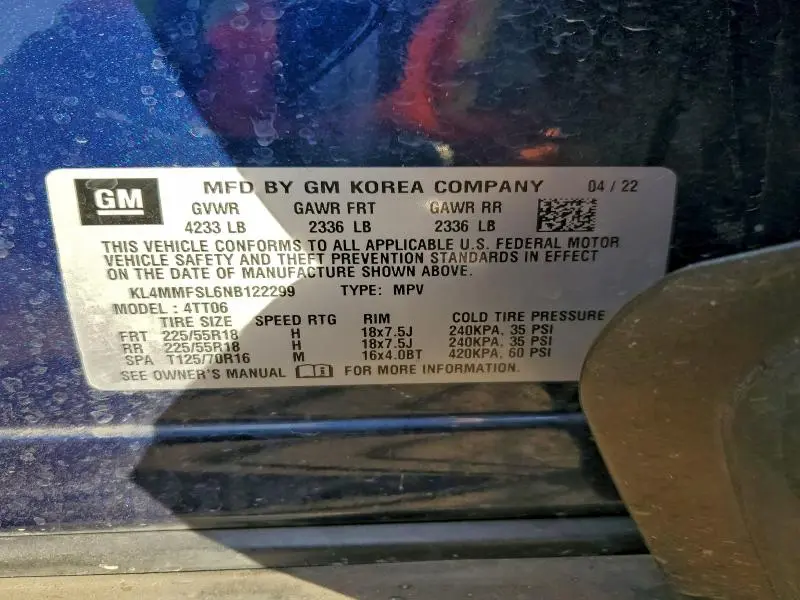 GM MFD BY GM KOREA COMPANY 04 / 22
GVWR GAWR FRT GAWR RR
4233 LB 2336 LB 2336 LB
THIS VEHICLE CONFORMS TO ALL APPLICABLE U.S. FEDERAL MOTOR
VEHICLE SAFETY AND THEFT PREVENTION STANDARDS IN EFFECT
ON THE DATE OF MANUFACTURE SHOWN ABOVE.
KL4MMFSL6NB122299 TYPE: MPV
MODEL : 4TT06
TIRE SIZE SPEED RTG RIM COLD TIRE PRESSURE
FRT 225/55R18 H 18x7.5J 240KPA, 35 PSI
RR 225/55R18 H 18x7.5J 240KPA, 35 PSI
SPA T125/70R16 M 16x4.0BT 420KPA, 60 PSI
SEE OWNER'S MANUAL FOR MORE INFORMATION.